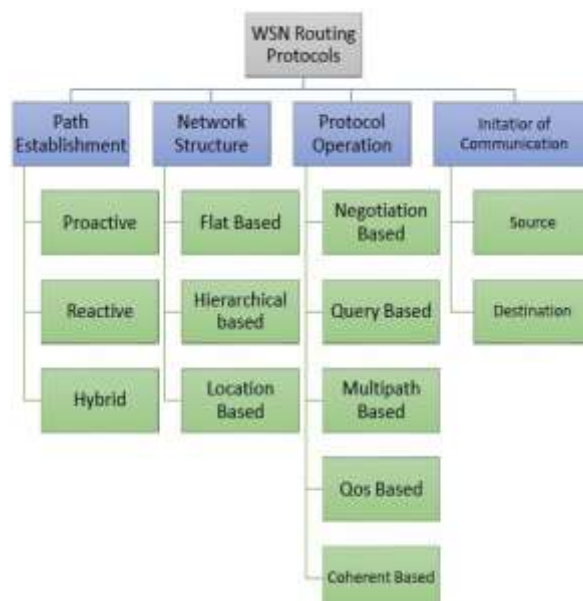 WSN Routing
Protocols
Path
Establishment
Network
Structure
Protocol
Operation
Initatior of
Communication
Proactive
Flat Based
Negotiation
Based
Source
Reactive
Hierarchical
based
Query Based
Destination
Hybrid
Location
Based
Multipath
Based
Qos Based
Coherent Based